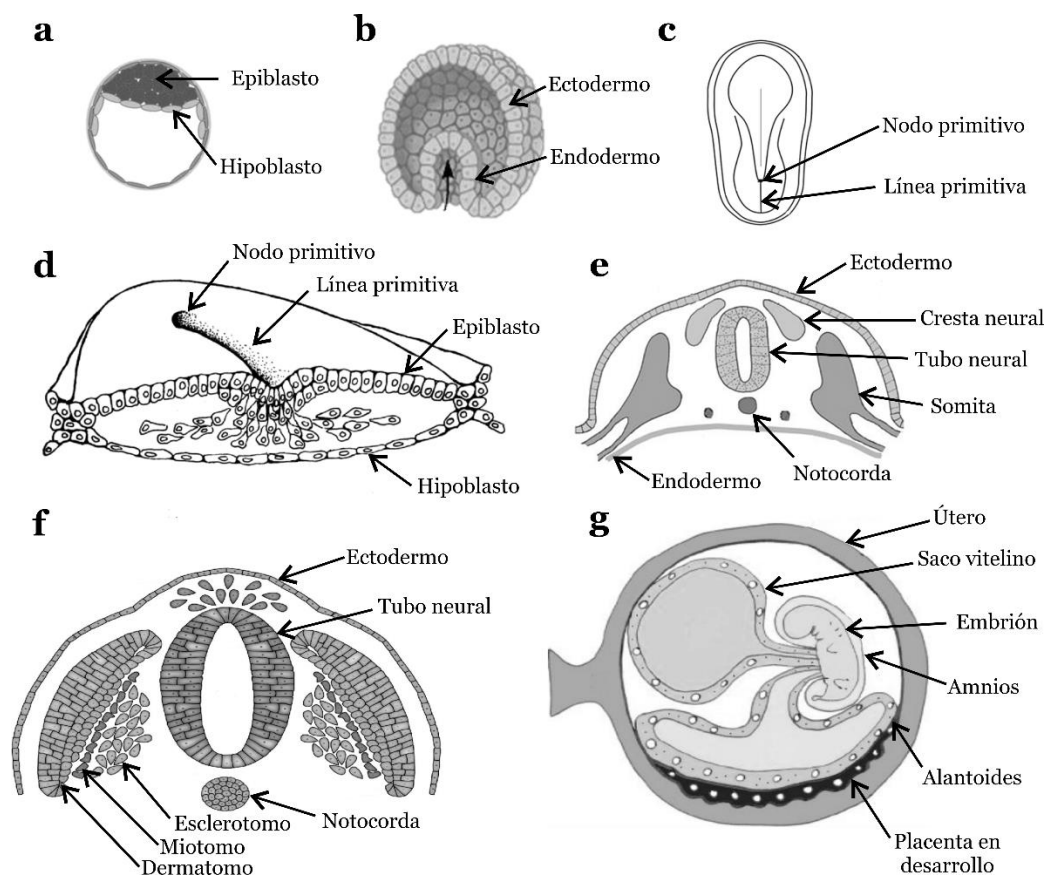 a
Epiblasto
Hipoblasto
b
Ectodermo
Endodermo
c
Nodo primitivo
Línea primitiva
d
Nodo primitivo
Línea primitiva
Epiblasto
Hipoblasto
e
Ectodermo
Cresta neural
Tubo neural
Somita
Notocorda
Endodermo
f
Ectodermo
Tubo neural
Esclerotomo
Notocorda
Miotomo
Dermatomo
g
Útero
Saco vitelino
Embrión
Amnios
Alantoides
Placenta en
desarrollo